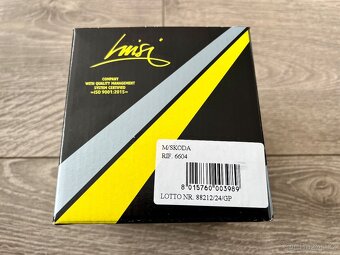 Luisi
COMPANY
WITH QUALITY MANAGEMENT
SYSTEM CERTIFIED
=ISO 9001:2015=
M/SKODA
RIF. 6604
8 015760 003989
LOTTO NR. 88212/24/GP